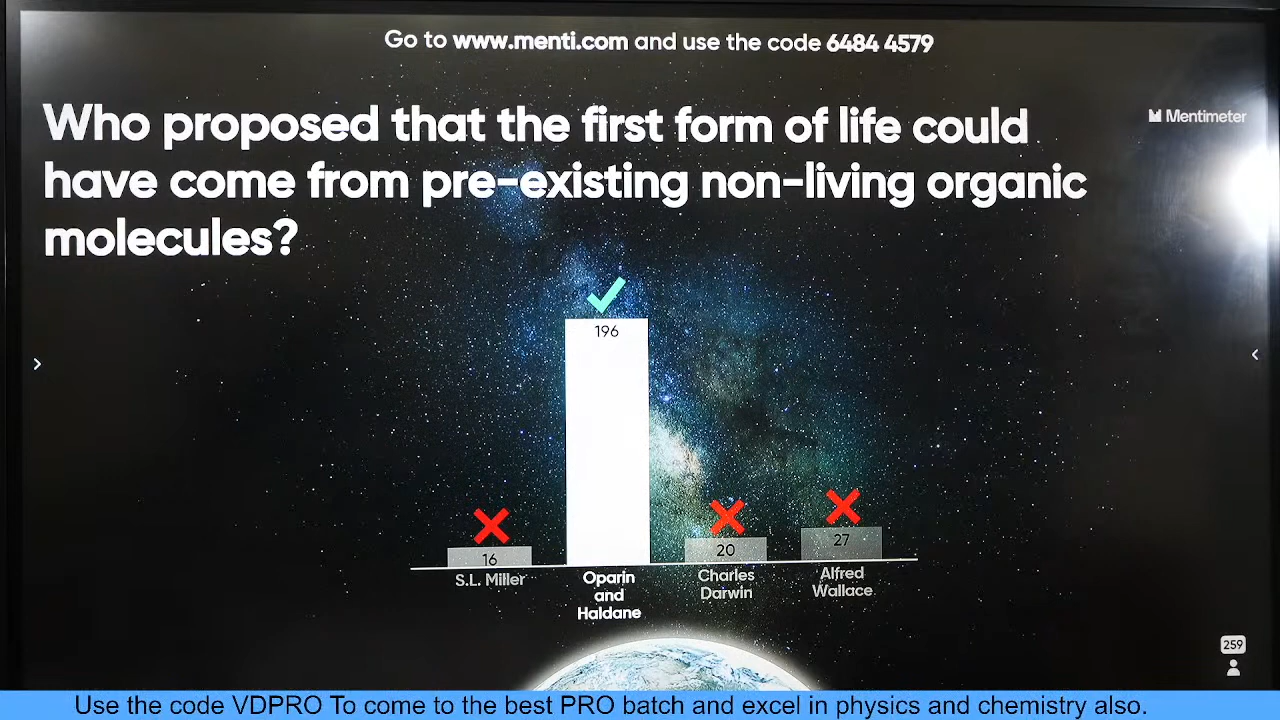 Go to www.menti.com and use the code 6484 4579
Who proposed that the first form of life could
have come from pre-existing non-living organic
molecules?
Mentimeter
196
16
20
27
S.L. Miller
Oparin
and
Haldane
Charles
Darwin
Alfred
Wallace
259
Use the code VDPRO To come to the best PRO batch and excel in physics and chemistry also.